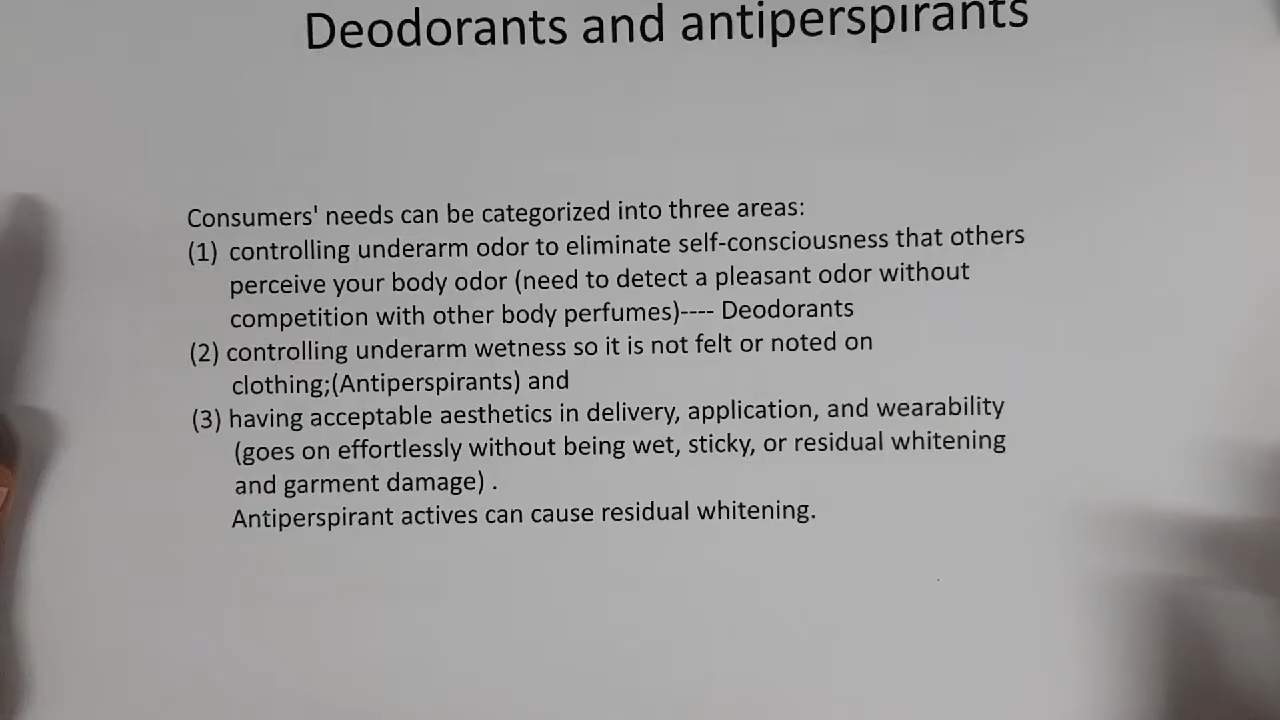 Deodorants and antiperspirants
Consumers' needs can be categorized into three areas:
(1) controlling underarm odor to eliminate self-consciousness that others
perceive your body odor (need to detect a pleasant odor without
competition with other body perfumes)---- Deodorants
(2) controlling underarm wetness so it is not felt or noted on
clothing;(Antiperspirants) and
(3) having acceptable aesthetics in delivery, application, and wearability
(goes on effortlessly without being wet, sticky, or residual whitening
and garment damage) .
Antiperspirant actives can cause residual whitening.